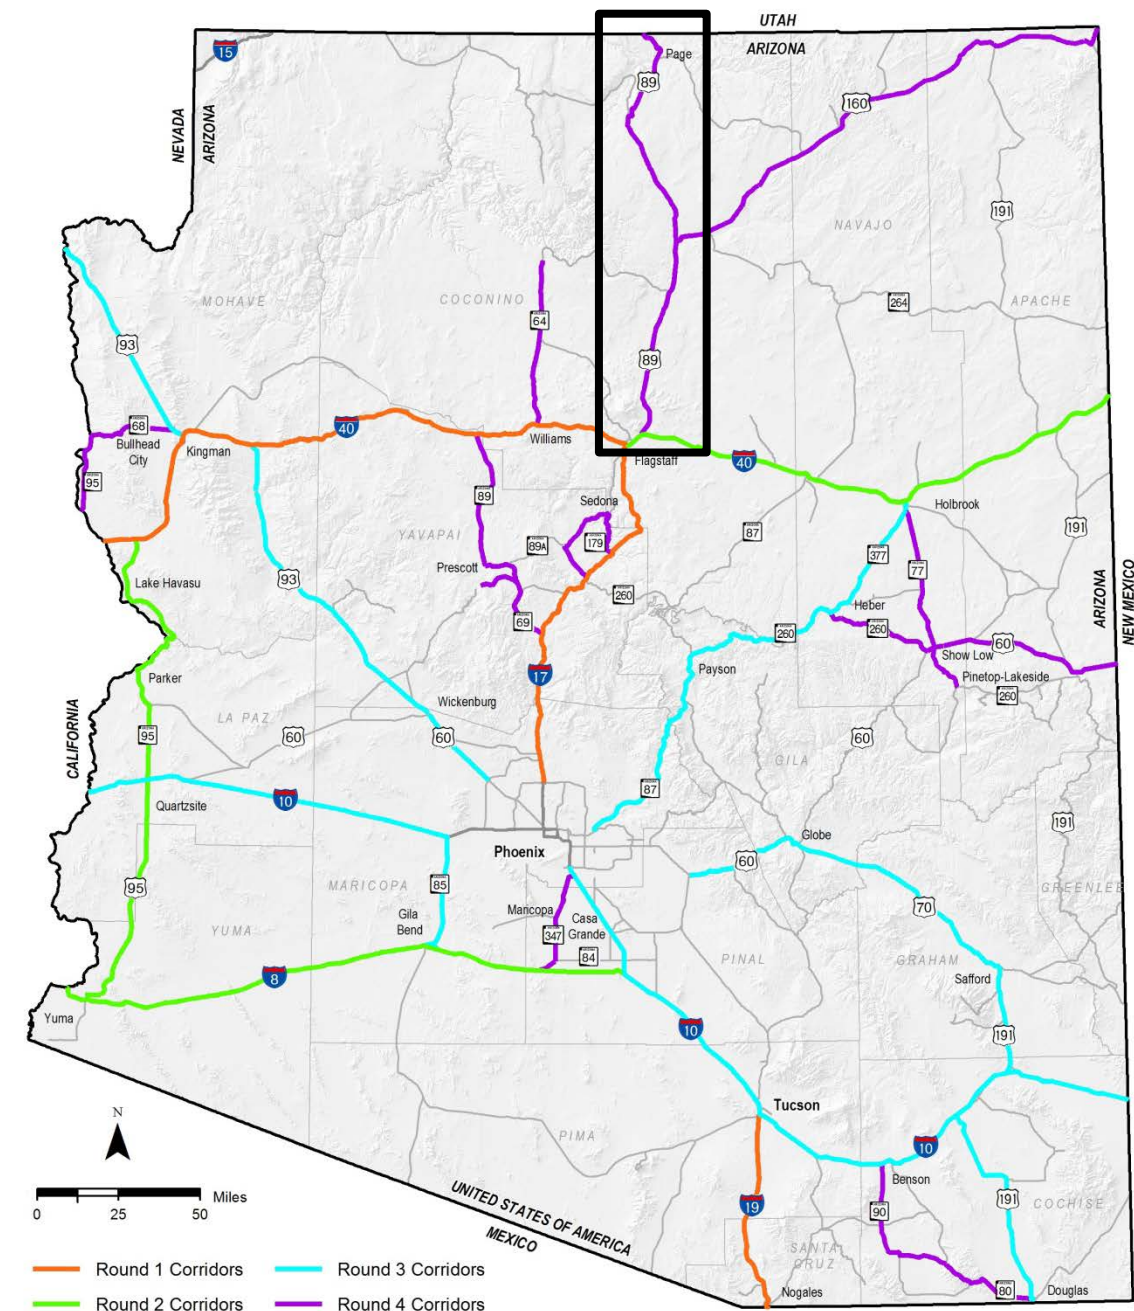 UTAH
ARIZONA
15
Page
89
160
NEVADA
ARIZONA
191
NAVAJO
MOHAVE
COCONINO
264
APACHE
64
93
89
68
Bullhead
City
40
Williams
Kingman
Flagstaff
40
95
89
Sedona
Holbrook
YAVAPAI
89A
179
87
191
377
Prescott
77
Lake Havasu
93
260
Heber
ARIZONA
NEW MEXICO
69
260
260
60
Show Low
Payson
17
Parker
Pinetop-Lakeside
260
Wickenburg
LA PAZ
CALIFORNIA
95
60
60
60
GILA
87
10
Quartzsite
191
Globe
Phoenix
60
95
MARICOPA
85
GREENLEE
Maricopa
Casa
Grande
70
Gila
Bend
YUMA
347
84
PINAL
GRAHAM
8
Safford
Yuma
10
191
N
Tucson
PIMA
10
Benson
Miles
0
25
50
UNITED STATES OF AMERICA
MEXICO
19
90
191
COCHISE
SANTA
CRUZ
Round 1 Corridors
Round 3 Corridors
80
Douglas
Nogales
Round 2 Corridors
Round 4 Corridors